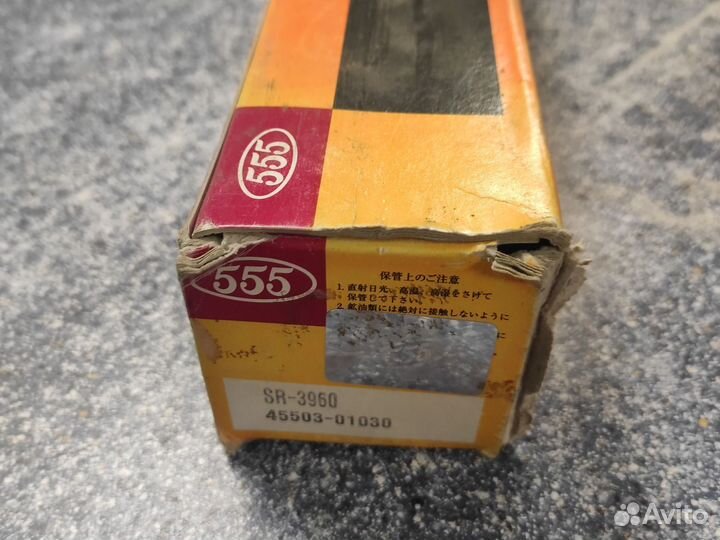 555
555
保管上のご注意
1. 直射日光、高温、多湿をさけて
保管して下さい。
2. 鉱油類には絶対に接触しないように
に
SR-3960
45503-01030
Avito